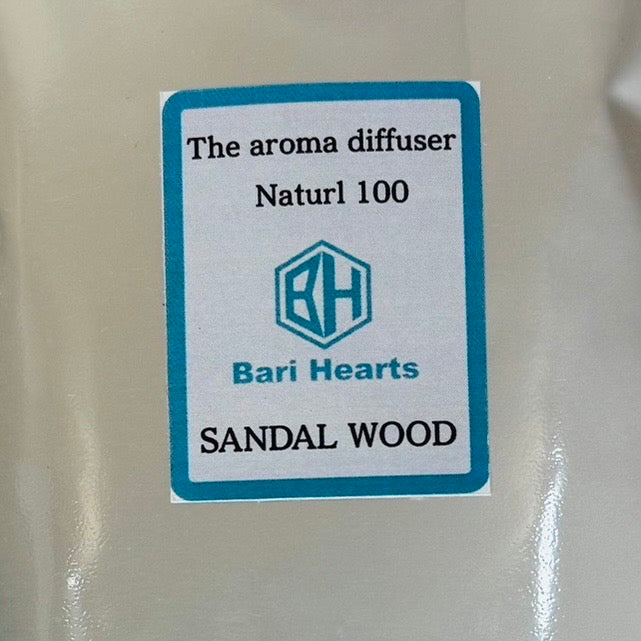 The aroma diffuser
Naturl 100
BH
Bari Hearts
SANDAL WOOD